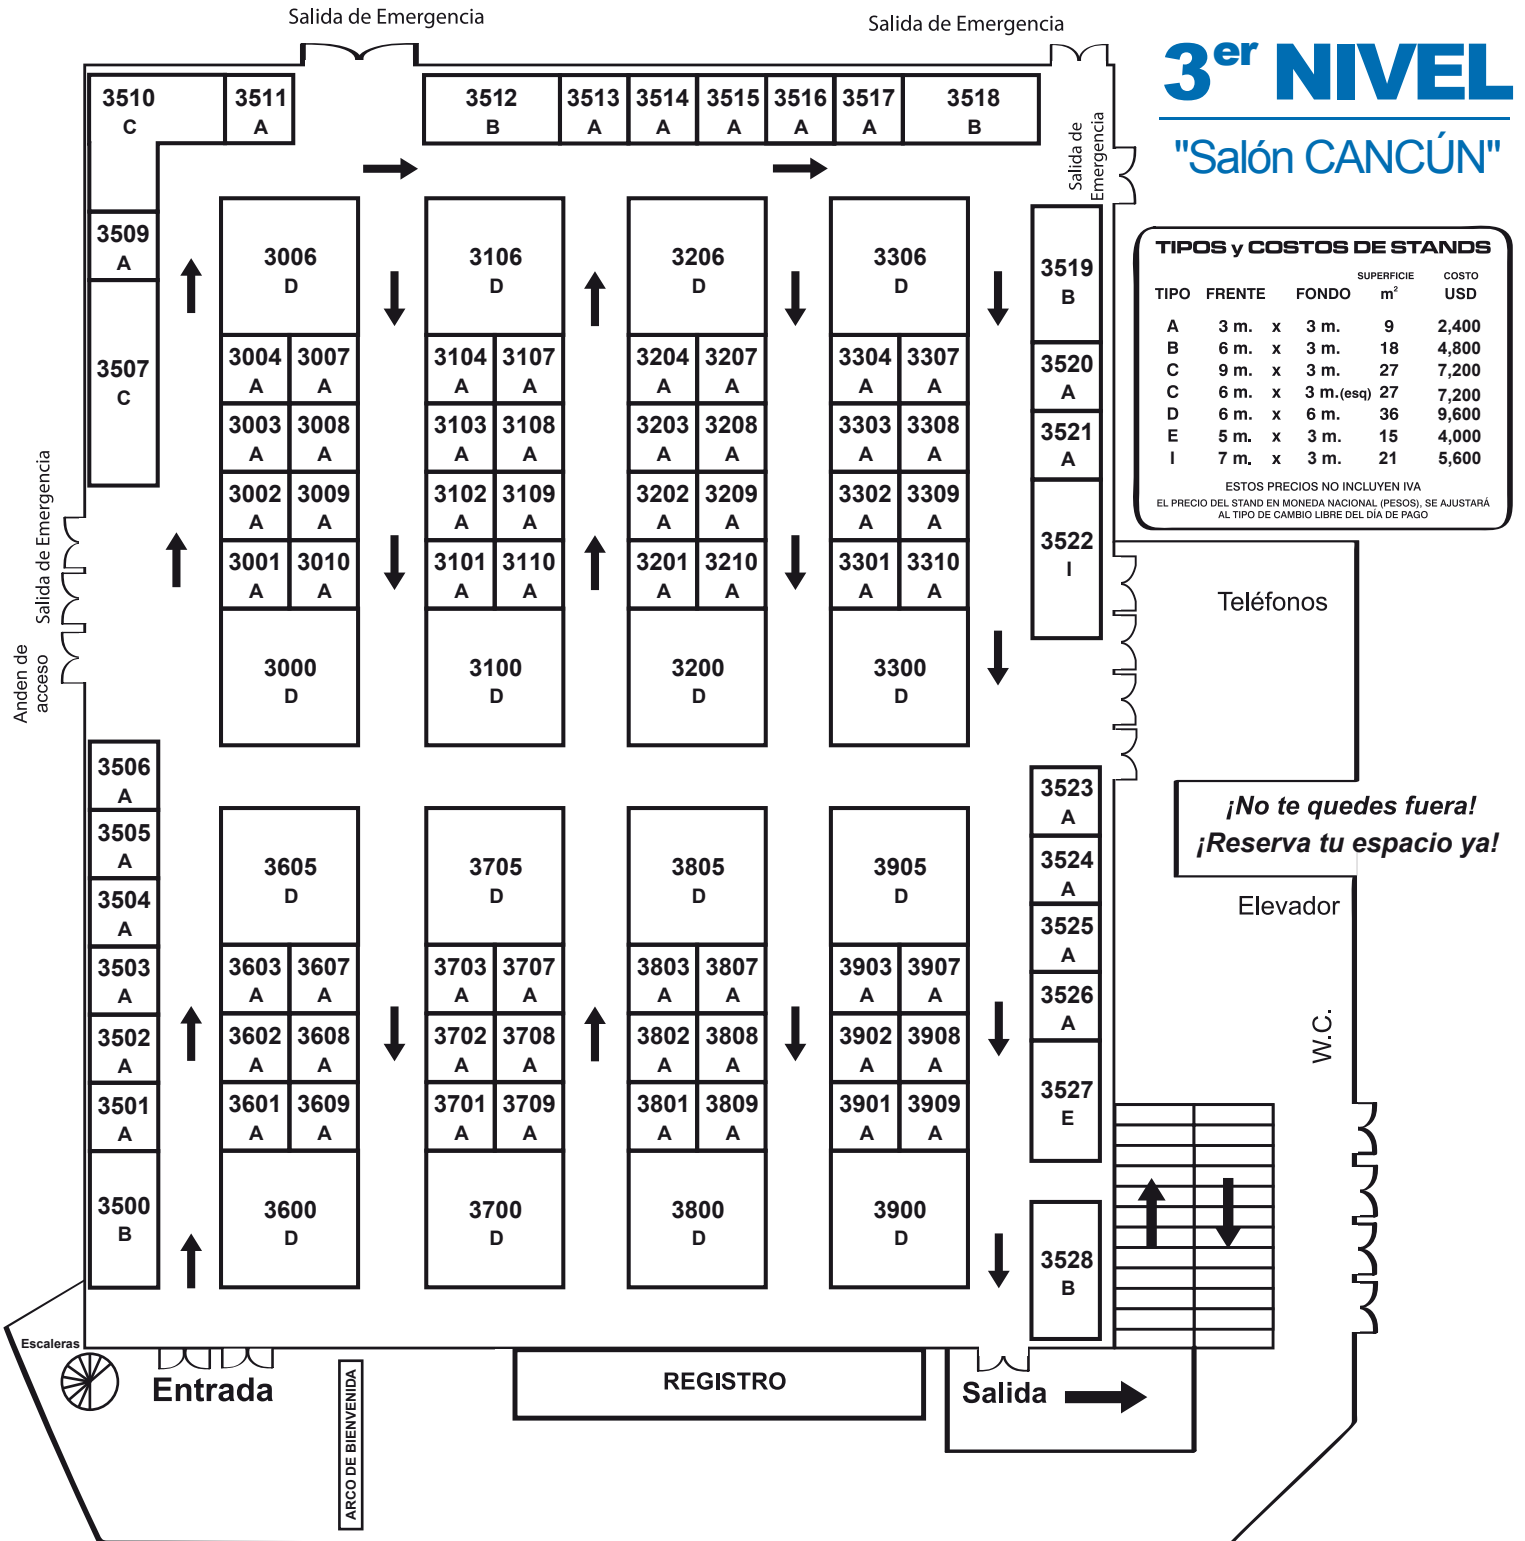 Salida de Emergencia
Salida de Emergencia
3er NIVEL
"Salón CANCÚN"
3510
C
3511
A
3512
B
3513
A
3514
A
3515
A
3516
A
3517
A
3518
B
Salida de
Emergencia
TIPOS y COSTOS DE STANDS
TIPO FRENTE FONDO SUPERFICIE m² COSTO USD
A 3 m. x 3 m. 9 2,400
B 6 m. x 3 m. 18 4,800
C 9 m. x 3 m. 27 7,200
C 6 m. x 3 m.(esq) 27 7,200
D 6 m. x 6 m. 36 9,600
E 5 m. x 3 m. 15 4,000
I 7 m. x 3 m. 21 5,600
ESTOS PRECIOS NO INCLUYEN IVA
EL PRECIO DEL STAND EN MONEDA NACIONAL (PESOS), SE AJUSTARÁ
AL TIPO DE CAMBIO LIBRE DEL DÍA DE PAGO
3509
A
3507
C
3006
D
3106
D
3206
D
3306
D
3519
B
3004 3007 3104 3107 3204 3207 3304 3307
A A A A A A A A
3520
A
3003 3008 3103 3108 3203 3208 3303 3308
A A A A A A A A
3521
A
3002 3009 3102 3109 3202 3209 3302 3309
A A A A A A A A
3522
I
3001 3010 3101 3110 3201 3210 3301 3310
A A A A A A A A
Salida de Emergencia
Anden de
acceso
Teléfonos
3000
D
3100
D
3200
D
3300
D
3506
A
3505
A
3504
A
3503
A
3502
A
3501
A
3500
B
3605
D
3705
D
3805
D
3905
D
3603 3607 3703 3707 3803 3807 3903 3907
A A A A A A A A
3602 3608 3702 3708 3802 3808 3902 3908
A A A A A A A A
3601 3609 3701 3709 3801 3809 3901 3909
A A A A A A A A
3600
D
3700
D
3800
D
3900
D
3523
A
3524
A
3525
A
3526
A
3527
E
3528
B
¡No te quedes fuera!
¡Reserva tu espacio ya!
Elevador
W.C.
Escaleras
Entrada
ARCO DE BIENVENIDA
REGISTRO
Salida